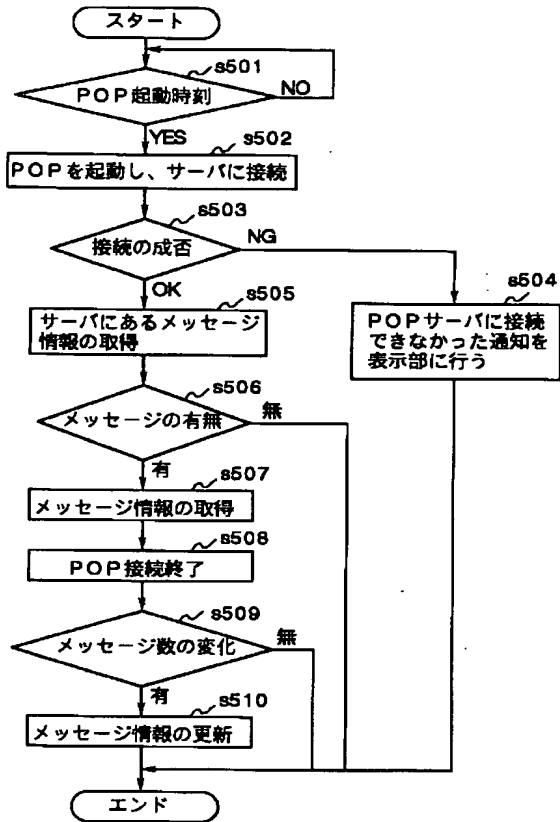 スタート
s501
POP起動時刻
NO
YES
s502
POPを起動し、サーバに接続
s503
接続の成否
NG
OK
s504
POPサーバに接続
できなかった通知を
表示部に行う
s505
サーバにあるメッセージ
情報の取得
s506
メッセージの有無
無
有
s507
メッセージ情報の取得
s508
POP接続終了
s509
メッセージ数の変化
無
有
s510
メッセージ情報の更新
エンド